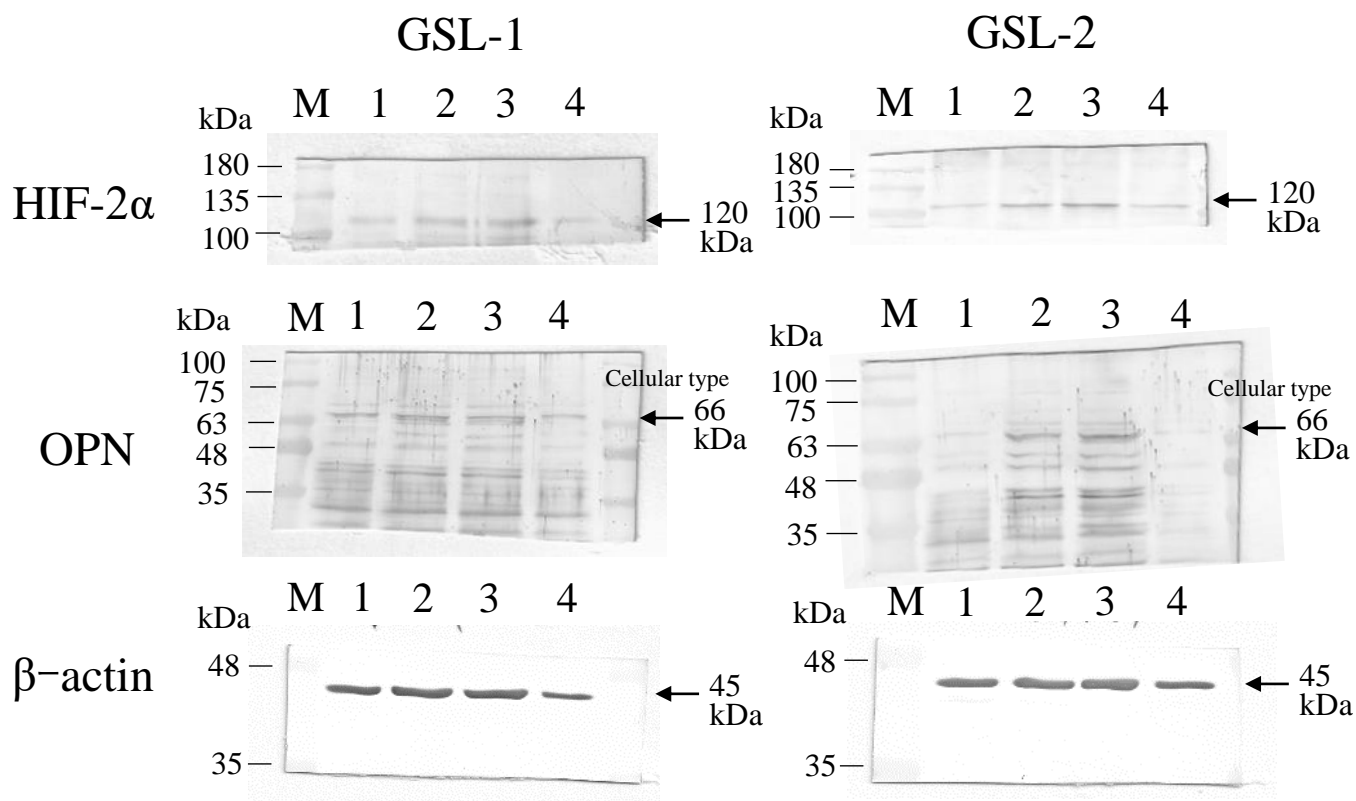 GSL-1
GSL-2
HIF-2α
kDa
M 1 2 3 4
180
135
100
120
kDa
kDa
M 1 2 3 4
180
135
100
120
kDa
OPN
kDa
M 1 2 3 4
100
75
63
48
35
Cellular type
66
kDa
kDa
M 1 2 3 4
100
75
63
48
35
Cellular type
66
kDa
β-actin
kDa
M 1 2 3 4
48
35
45
kDa
kDa
M 1 2 3 4
48
35
45
kDa